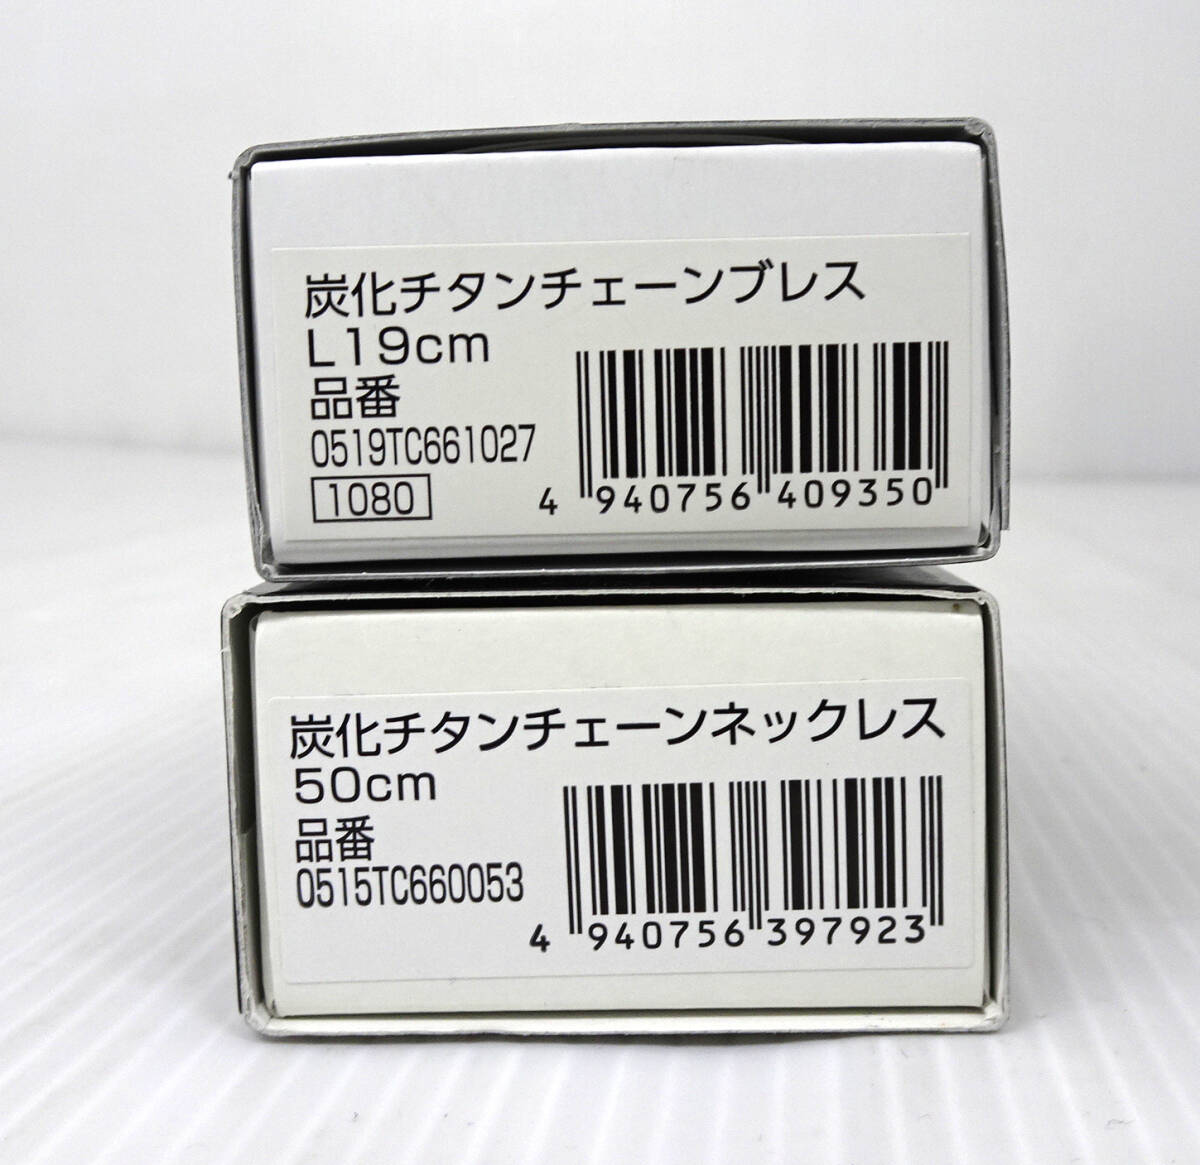 炭化チタンチェーンブレス
L19cm
品番
0519TC661027
1080
4 940756 409350
炭化チタンチェーンネックレス
50cm
品番
0515TC660053
4 940756 397923